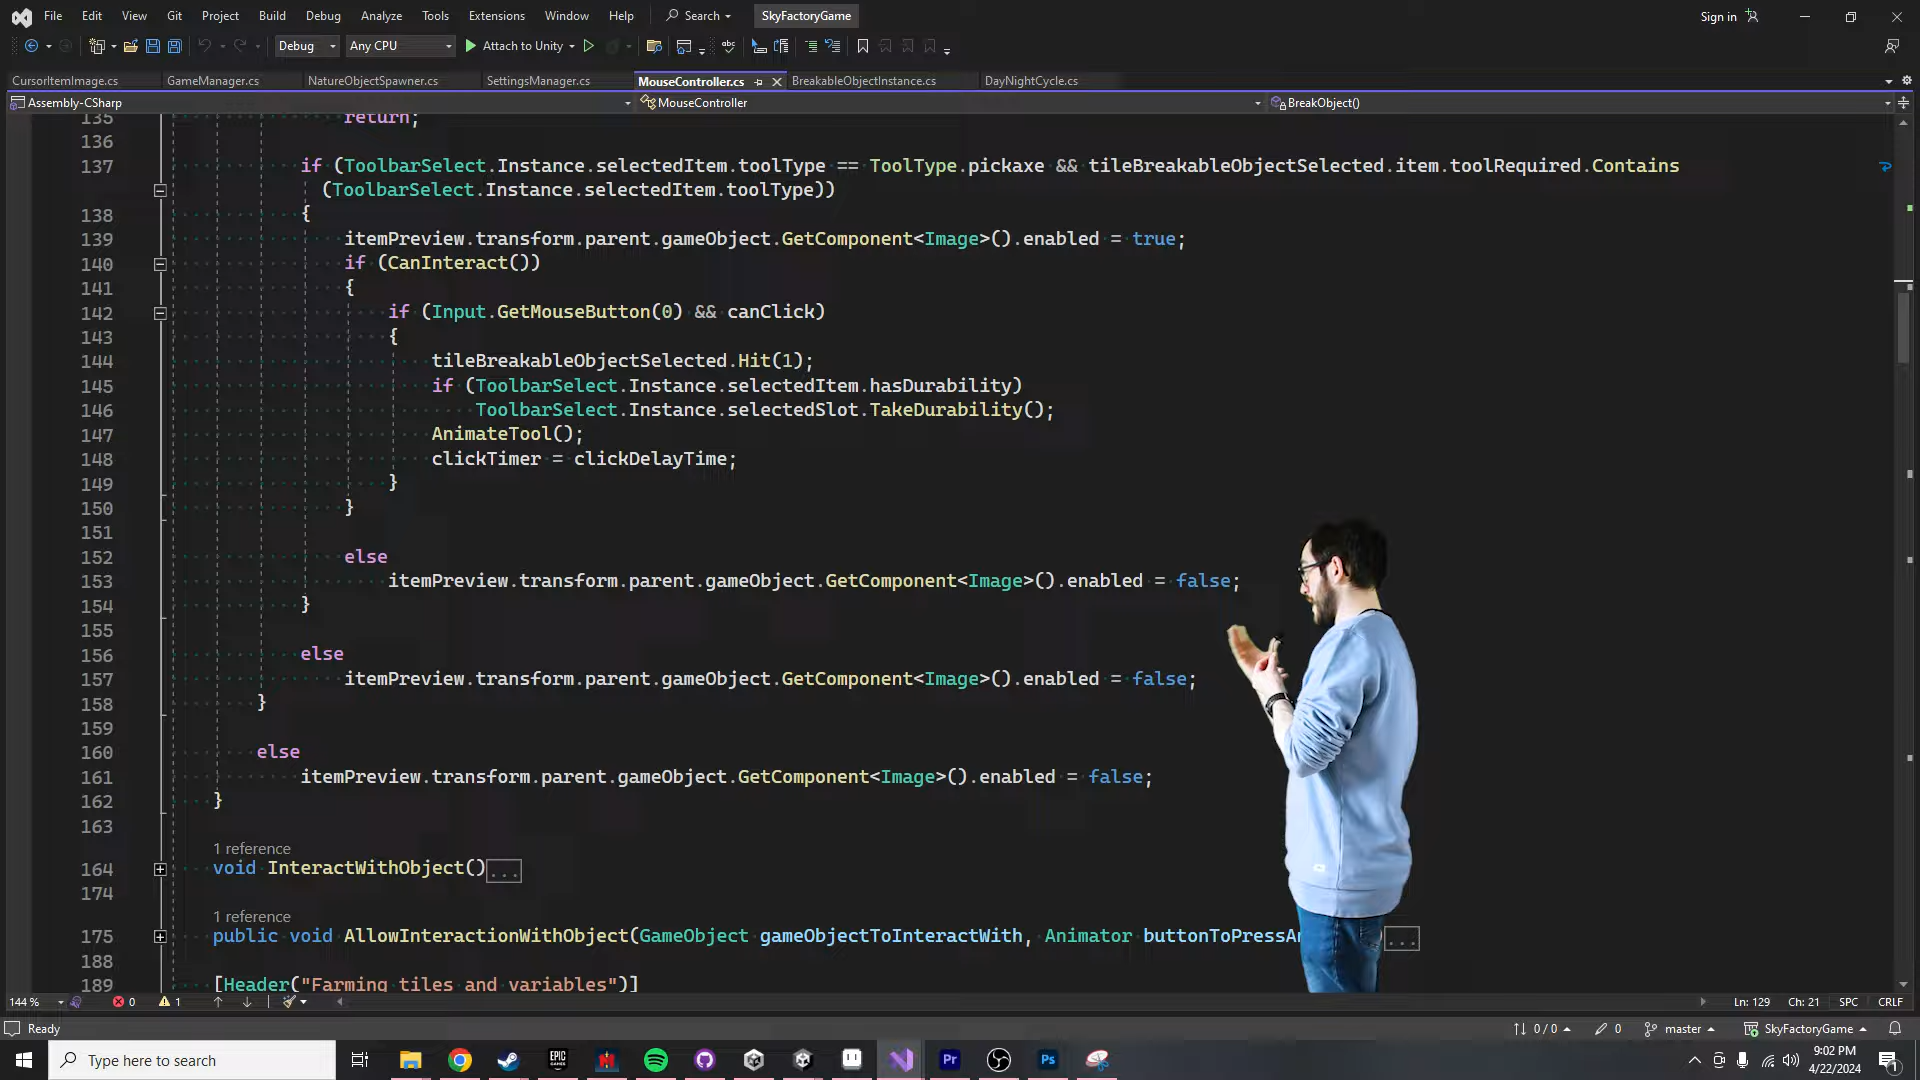 File Edit View Git Project Build Debug Analyze Tools Extensions Window Help Search SkyFactoryGame Sign in
Debug Any CPU Attach to Unity
CursorItemImage.cs GameManager.cs NatureObjectSpawner.cs SettingsManager.cs MouseController.cs BreakableObjectInstance.cs DayNightCycle.cs
Assembly-CSharp MouseController BreakObject()
135 return;
136
137 if (ToolbarSelect.Instance.selectedItem.toolType == ToolType.pickaxe && tileBreakableObjectSelected.item.toolRequired.Contains
(ToolbarSelect.Instance.selectedItem.toolType))
138 {
139 itemPreview.transform.parent.gameObject.GetComponent<Image>().enabled = true;
140 if (CanInteract())
141 {
142 if (Input.GetMouseButton(0) && canClick)
143 {
144 tileBreakableObjectSelected.Hit(1);
145 if (ToolbarSelect.Instance.selectedItem.hasDurability)
146 ToolbarSelect.Instance.selectedSlot.TakeDurability();
147 AnimateTool();
148 clickTimer = clickDelayTime;
149 }
150 }
151
152 else
153 itemPreview.transform.parent.gameObject.GetComponent<Image>().enabled = false;
154 }
155
156 else
157 itemPreview.transform.parent.gameObject.GetComponent<Image>().enabled = false;
158 }
159
160 else
161 itemPreview.transform.parent.gameObject.GetComponent<Image>().enabled = false;
162 }
163
1 reference
164 void InteractWithObject()...
174
1 reference
175 public void AllowInteractionWithObject(GameObject gameObjectToInteractWith, Animator buttonToPressAn ...
188
189 [Header("Farming tiles and variables")]
144 % 0 1 Ln: 129 Ch: 21 SPC CRLF
Ready 0 / 0 0 master SkyFactoryGame
Type here to search EPIC GAMES Pr Ps 9:02 PM
4/22/2024 1